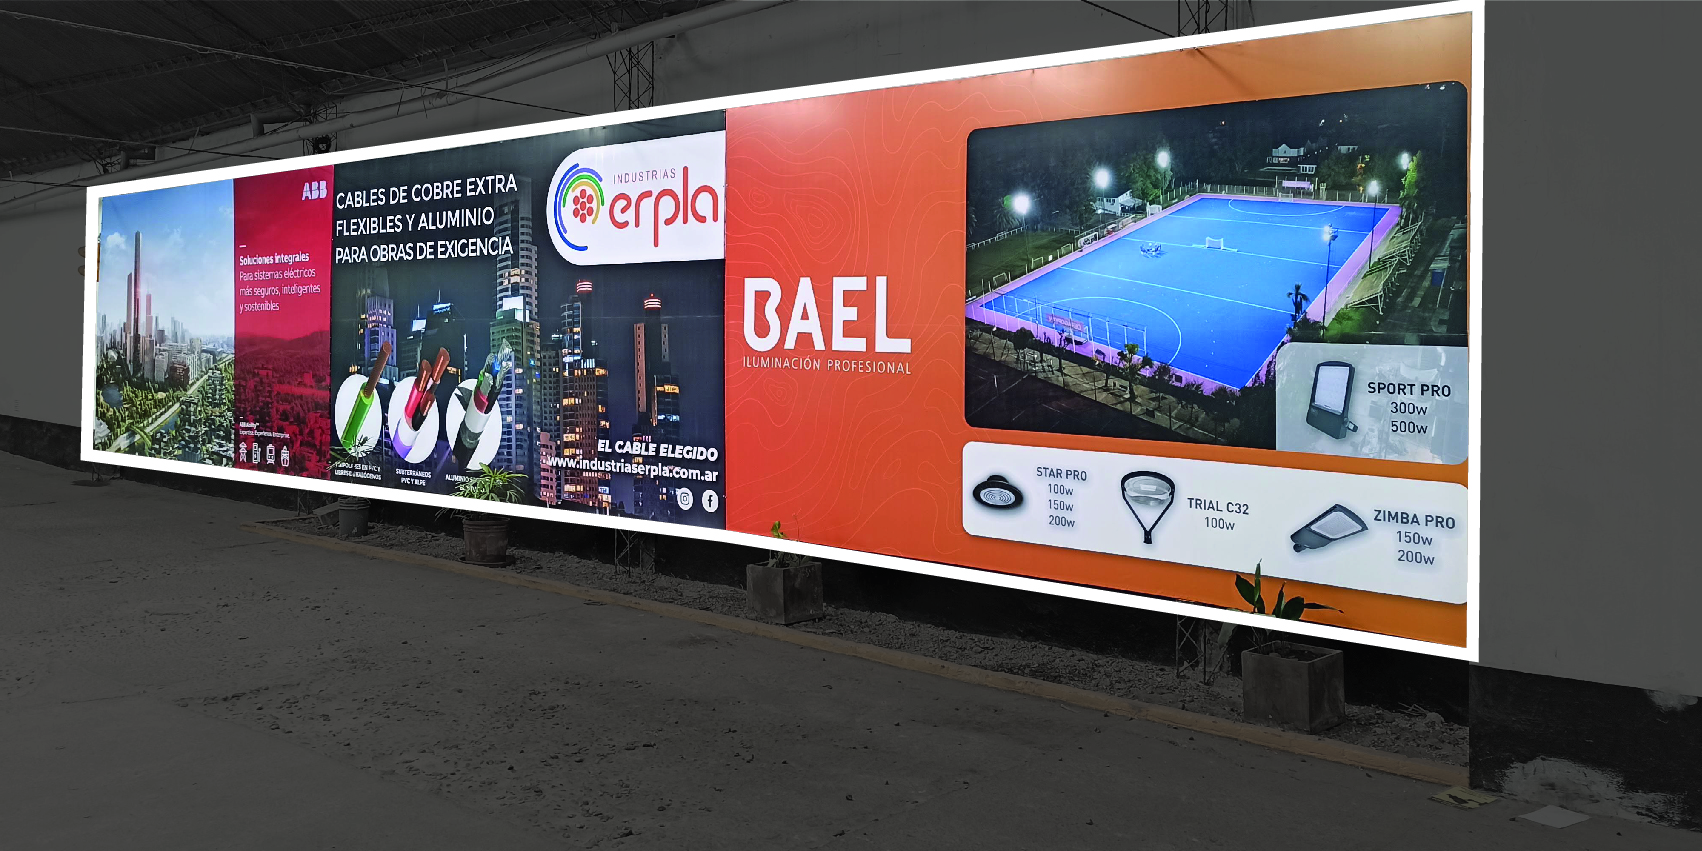 ABB
Soluciones integrales
Para sistemas eléctricos
más seguros, inteligentes
y sostenibles
CABLES DE COBRE EXTRA
FLEXIBLES Y ALUMINIO
PARA OBRAS DE EXIGENCIA
INDUSTRIAS
erpla
SUBTERRÁNEOS
PVC Y XLPE
ALUMINIO
EL CABLE ELEGIDO
www.industriaserpla.com.ar
BAEL
ILUMINACIÓN PROFESIONAL
SPORT PRO
300w
500w
STAR PRO
100w
150w
200w
TRIAL C32
100w
ZIMBA PRO
150w
200w